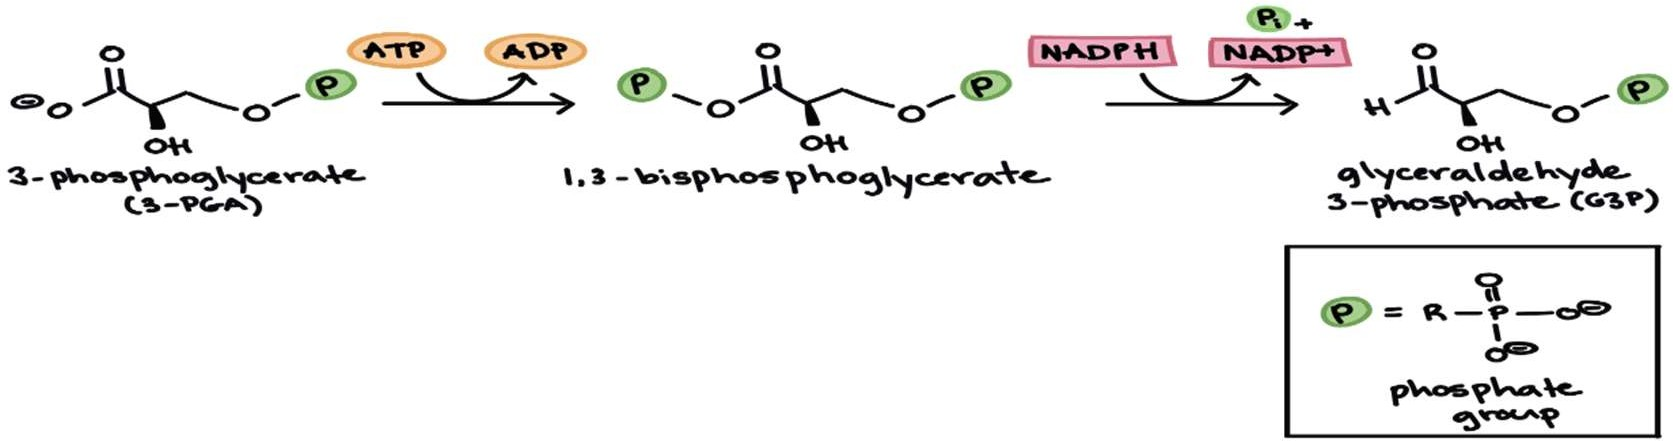 ATP
ADP
NADPH
Pi +
NADP+
O
⊖O
O
P
OH
3-phosphoglycerate
(3-PGA)
P
O
O
O
P
OH
1,3-bisphosphoglycerate
O
H
O
P
OH
glyceraldehyde
3-phosphate (G3P)
O
P = R-P-O⊖
O⊖
phosphate
group